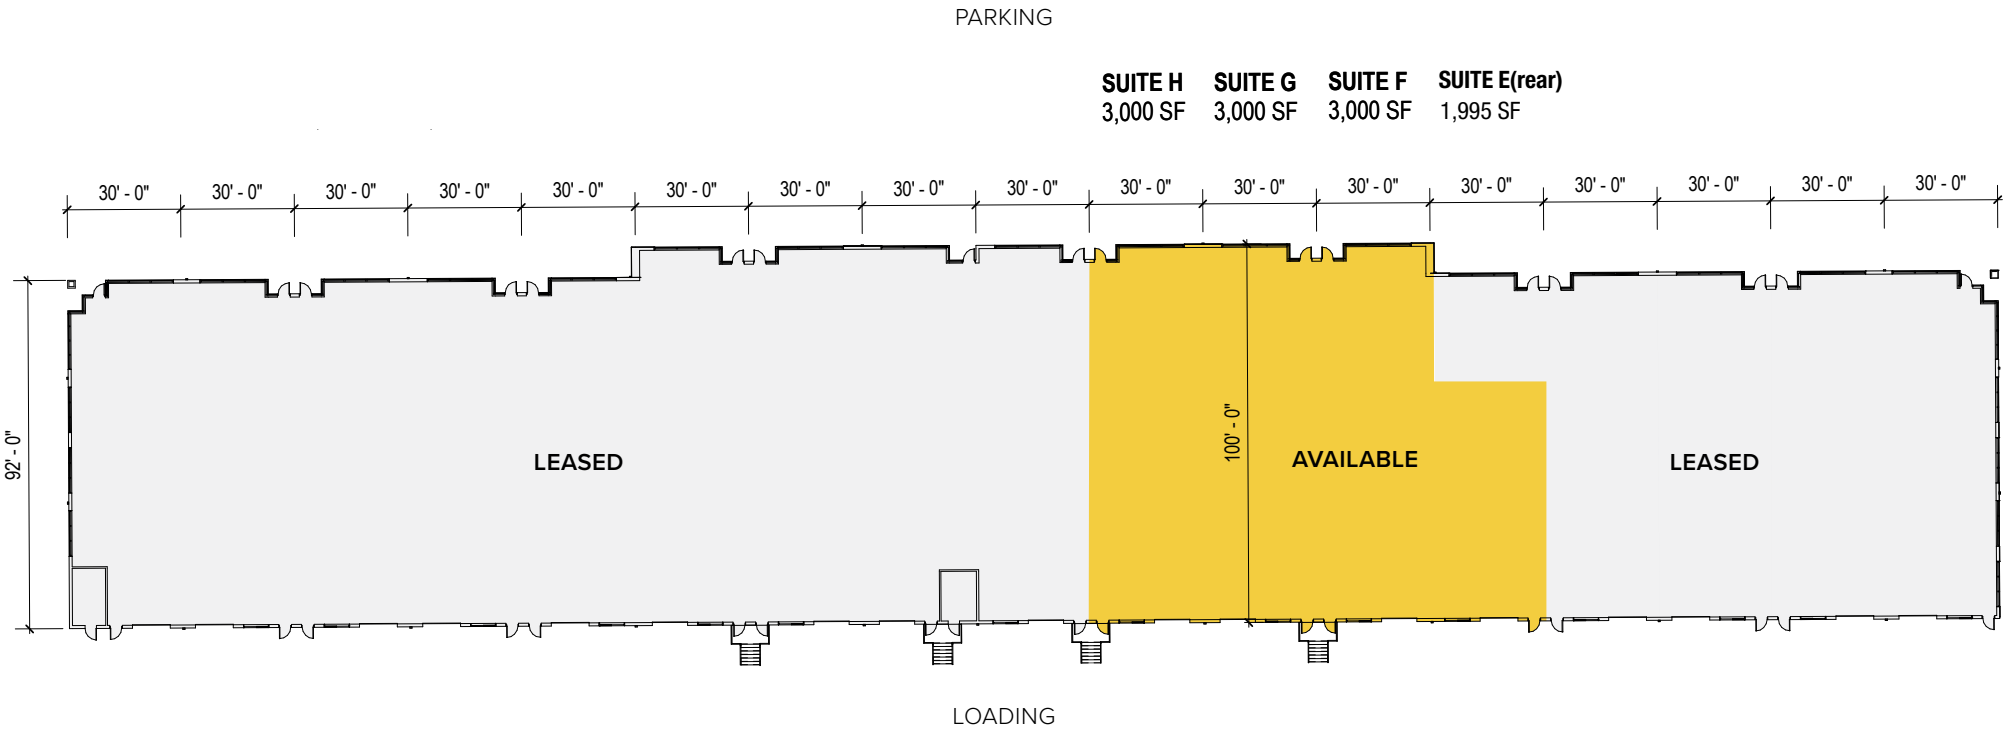 PARKING
SUITE H SUITE G SUITE F SUITE E(rear)
3,000 SF 3,000 SF 3,000 SF 1,995 SF
30' - 0" 30' - 0" 30' - 0" 30' - 0" 30' - 0" 30' - 0" 30' - 0" 30' - 0" 30' - 0" 30' - 0" 30' - 0" 30' - 0" 30' - 0" 30' - 0" 30' - 0" 30' - 0" 30' - 0"
92' - 0"
LEASED
100' - 0"
AVAILABLE
LEASED
LOADING